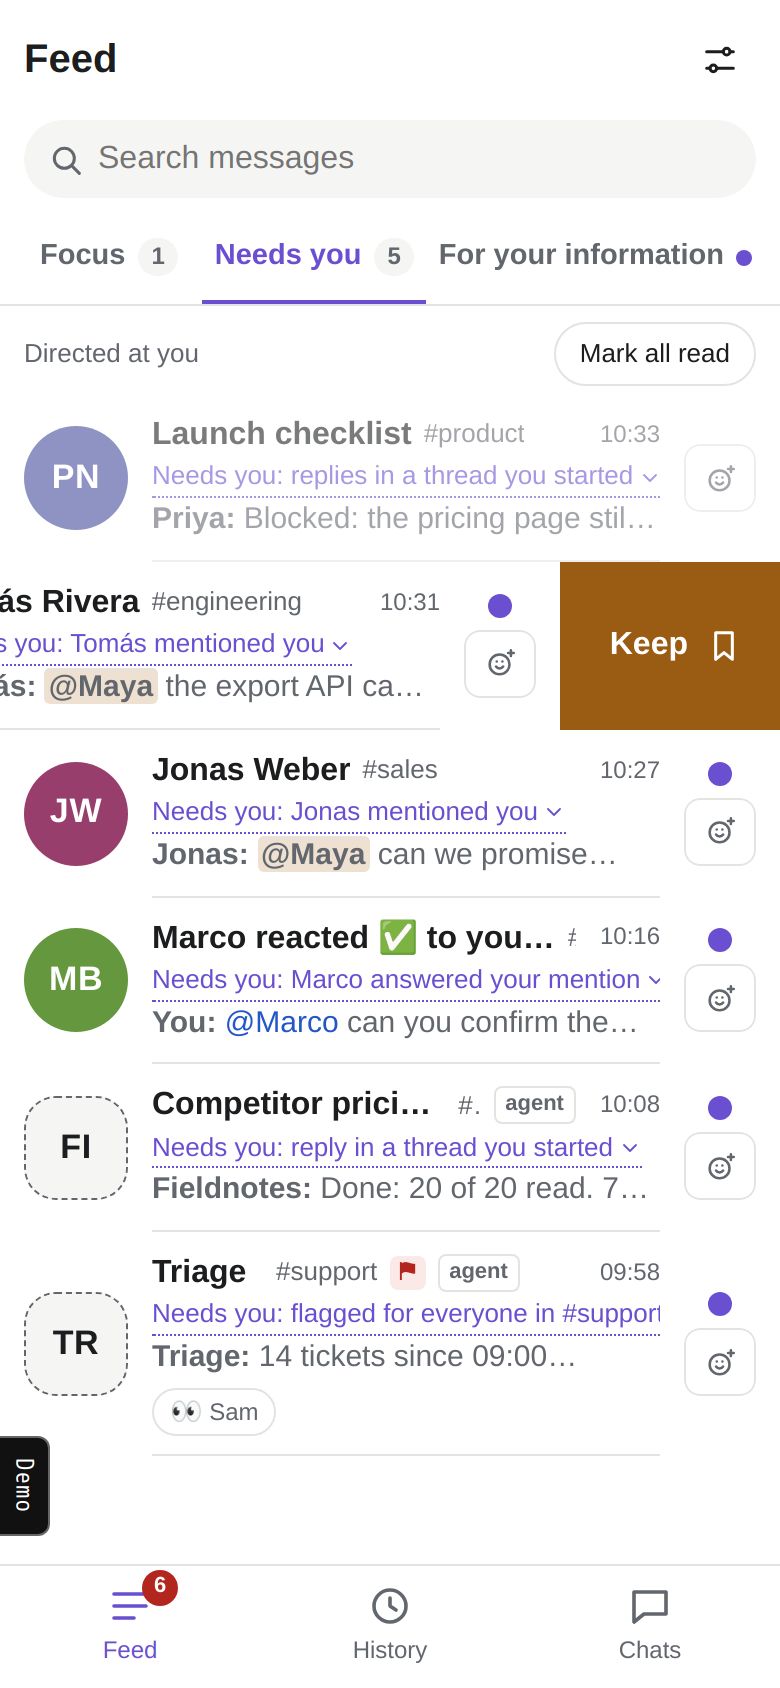 Feed
Search messages
Focus 1 Needs you 5 For your information
Directed at you Mark all read
PN Launch checklist #product 10:33
Needs you: replies in a thread you started
Priya: Blocked: the pricing page stil…
ás Rivera #engineering 10:31
s you: Tomás mentioned you
ás: @Maya the export API ca…
Keep
JW Jonas Weber #sales 10:27
Needs you: Jonas mentioned you
Jonas: @Maya can we promise…
MB Marco reacted ✅ to you… # 10:16
Needs you: Marco answered your mention
You: @Marco can you confirm the…
FI Competitor prici… #. agent 10:08
Needs you: reply in a thread you started
Fieldnotes: Done: 20 of 20 read. 7…
TR Triage #support agent 09:58
Needs you: flagged for everyone in #support
Triage: 14 tickets since 09:00…
👀 Sam
Demo
6
Feed History Chats